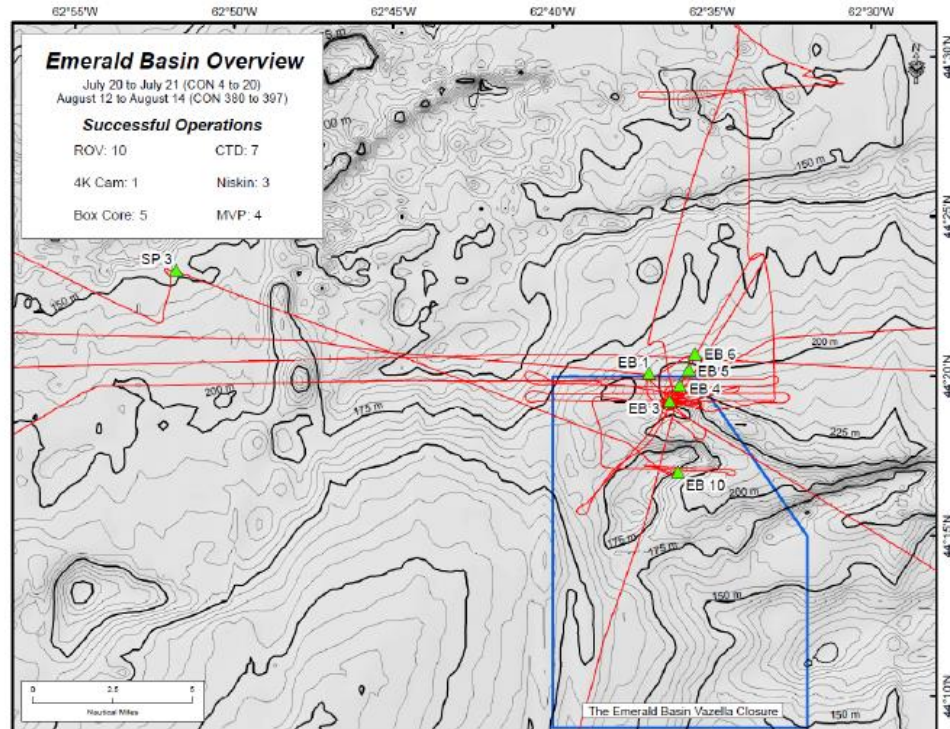 62°55'W 62°50'W 62°45'W 62°40'W 62°35'W 62°30'W
Emerald Basin Overview
July 20 to July 21 (CON 4 to 20)
August 12 to August 14 (CON 380 to 397)
Successful Operations
ROV: 10 CTD: 7
4K Cam: 1 Niskin: 3
Box Core: 5 MVP: 4
44°30'N
150 m
44°25'N
SP 3
150 m
200 m
EB 6
EB 1
EB 5
44°20'N
200 m
EB 4
175 m
EB 3
225 m
EB 10
200 m
175 m
175 m
44°15'N
150 m
44°10'N
0 2.5 5
Nautical Miles
The Emerald Basin Vazella Closure
150 m